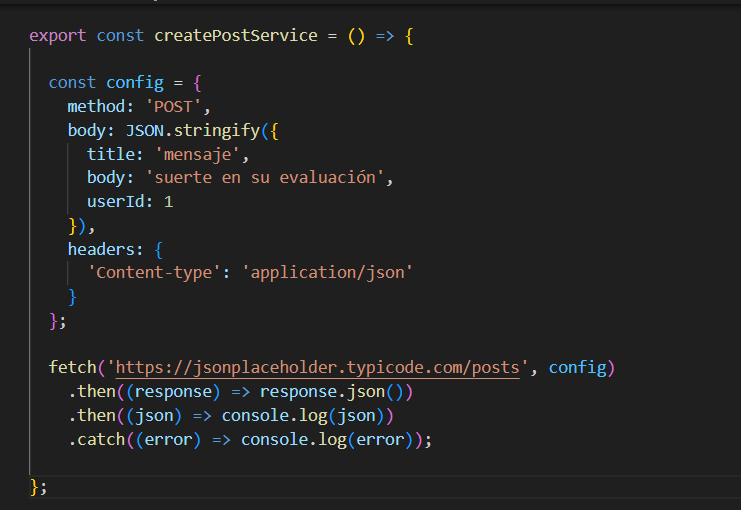 export const createPostService = () => {
const config = {
method: 'POST',
body: JSON.stringify({
title: 'mensaje',
body: 'suerte en su evaluación',
userId: 1
}),
headers: {
'Content-type': 'application/json'
}
};
fetch('https://jsonplaceholder.typicode.com/posts', config)
.then((response) => response.json())
.then((json) => console.log(json))
.catch((error) => console.log(error));
};